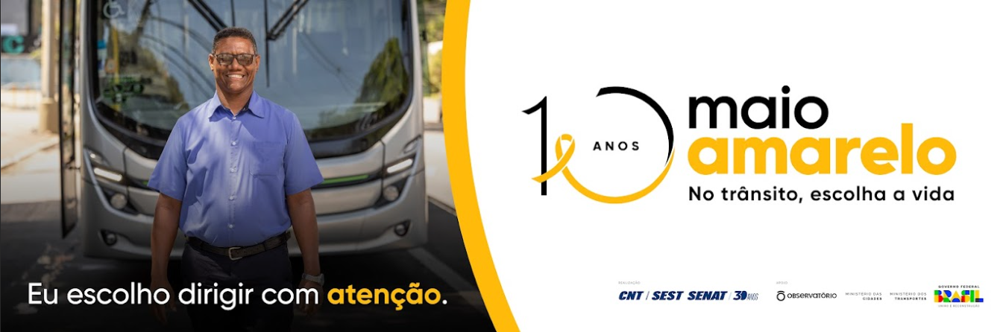 Eu escolho dirigir com atenção.
10 ANOS
maio
amarelo
No trânsito, escolha a vida
REALIZAÇÃO
CNT | SEST SENAT | 30 ANOS
APOIO
OBSERVATÓRIO
MINISTÉRIO DAS
CIDADES
MINISTÉRIO DOS
TRANSPORTES
GOVERNO FEDERAL
BRASIL
UNIÃO E RECONSTRUÇÃO